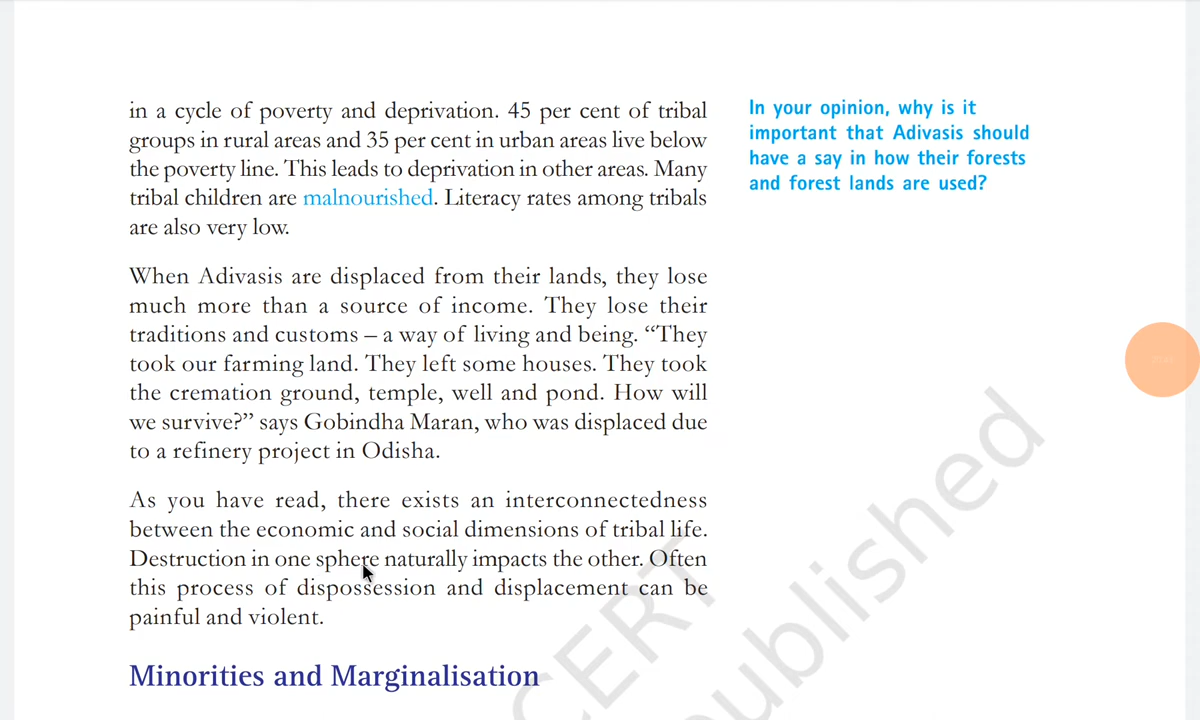 in a cycle of poverty and deprivation. 45 per cent of tribal
groups in rural areas and 35 per cent in urban areas live below
the poverty line. This leads to deprivation in other areas. Many
tribal children are malnourished. Literacy rates among tribals
are also very low.
When Adivasis are displaced from their lands, they lose
much more than a source of income. They lose their
traditions and customs – a way of living and being. “They
took our farming land. They left some houses. They took
the cremation ground, temple, well and pond. How will
we survive?” says Gobindha Maran, who was displaced due
to a refinery project in Odisha.
As you have read, there exists an interconnectedness
between the economic and social dimensions of tribal life.
Destruction in one sphere naturally impacts the other. Often
this process of dispossession and displacement can be
painful and violent.
Minorities and Marginalisation
In your opinion, why is it
important that Adivasis should
have a say in how their forests
and forest lands are used?
CERT
published